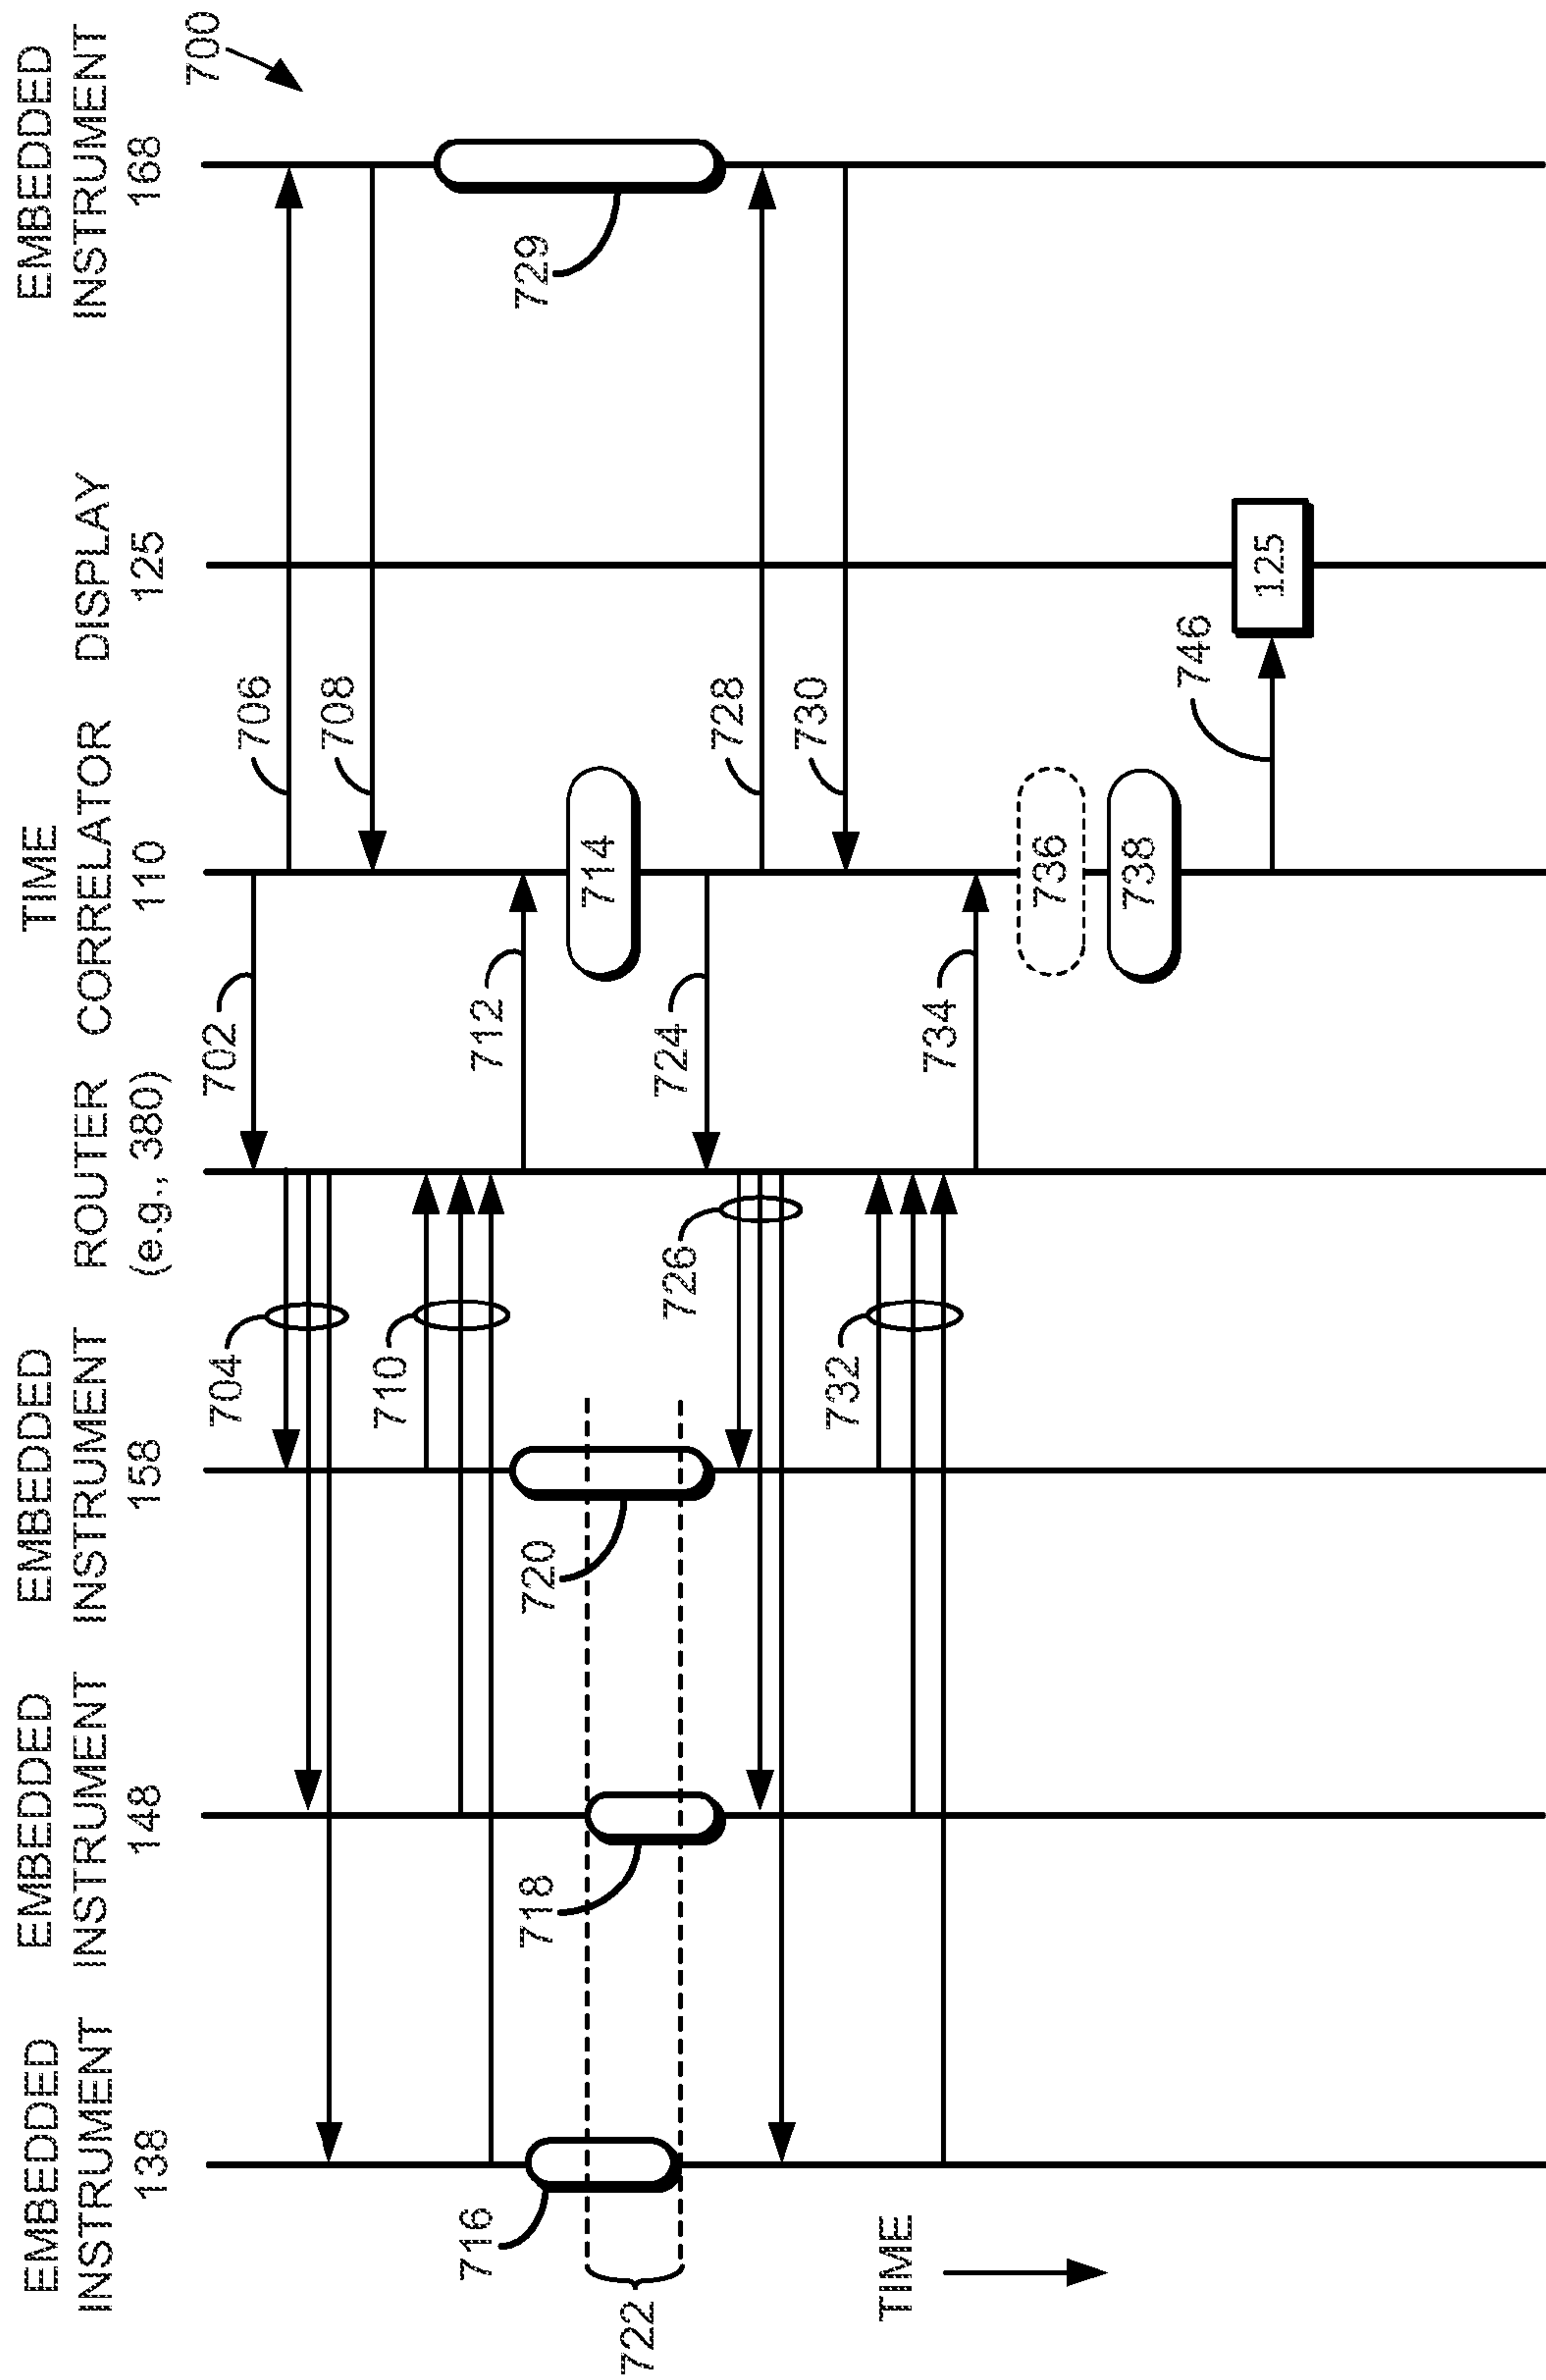 EMBEDDED
INSTRUMENT
138
EMBEDDED
INSTRUMENT
148
EMBEDDED
INSTRUMENT
158
ROUTER
(e.g., 380)
TIME
CORRELATOR
110
DISPLAY
125
EMBEDDED
INSTRUMENT
168
700
702
706
704
708
710
712
716
718
720
714
729
722
724
726
728
730
732
734
736
738
746
125
TIME